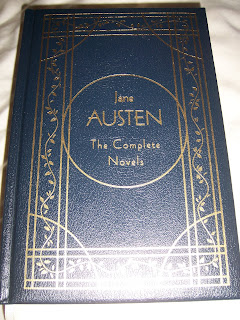 Jane
AUSTEN
The Complete
Novels